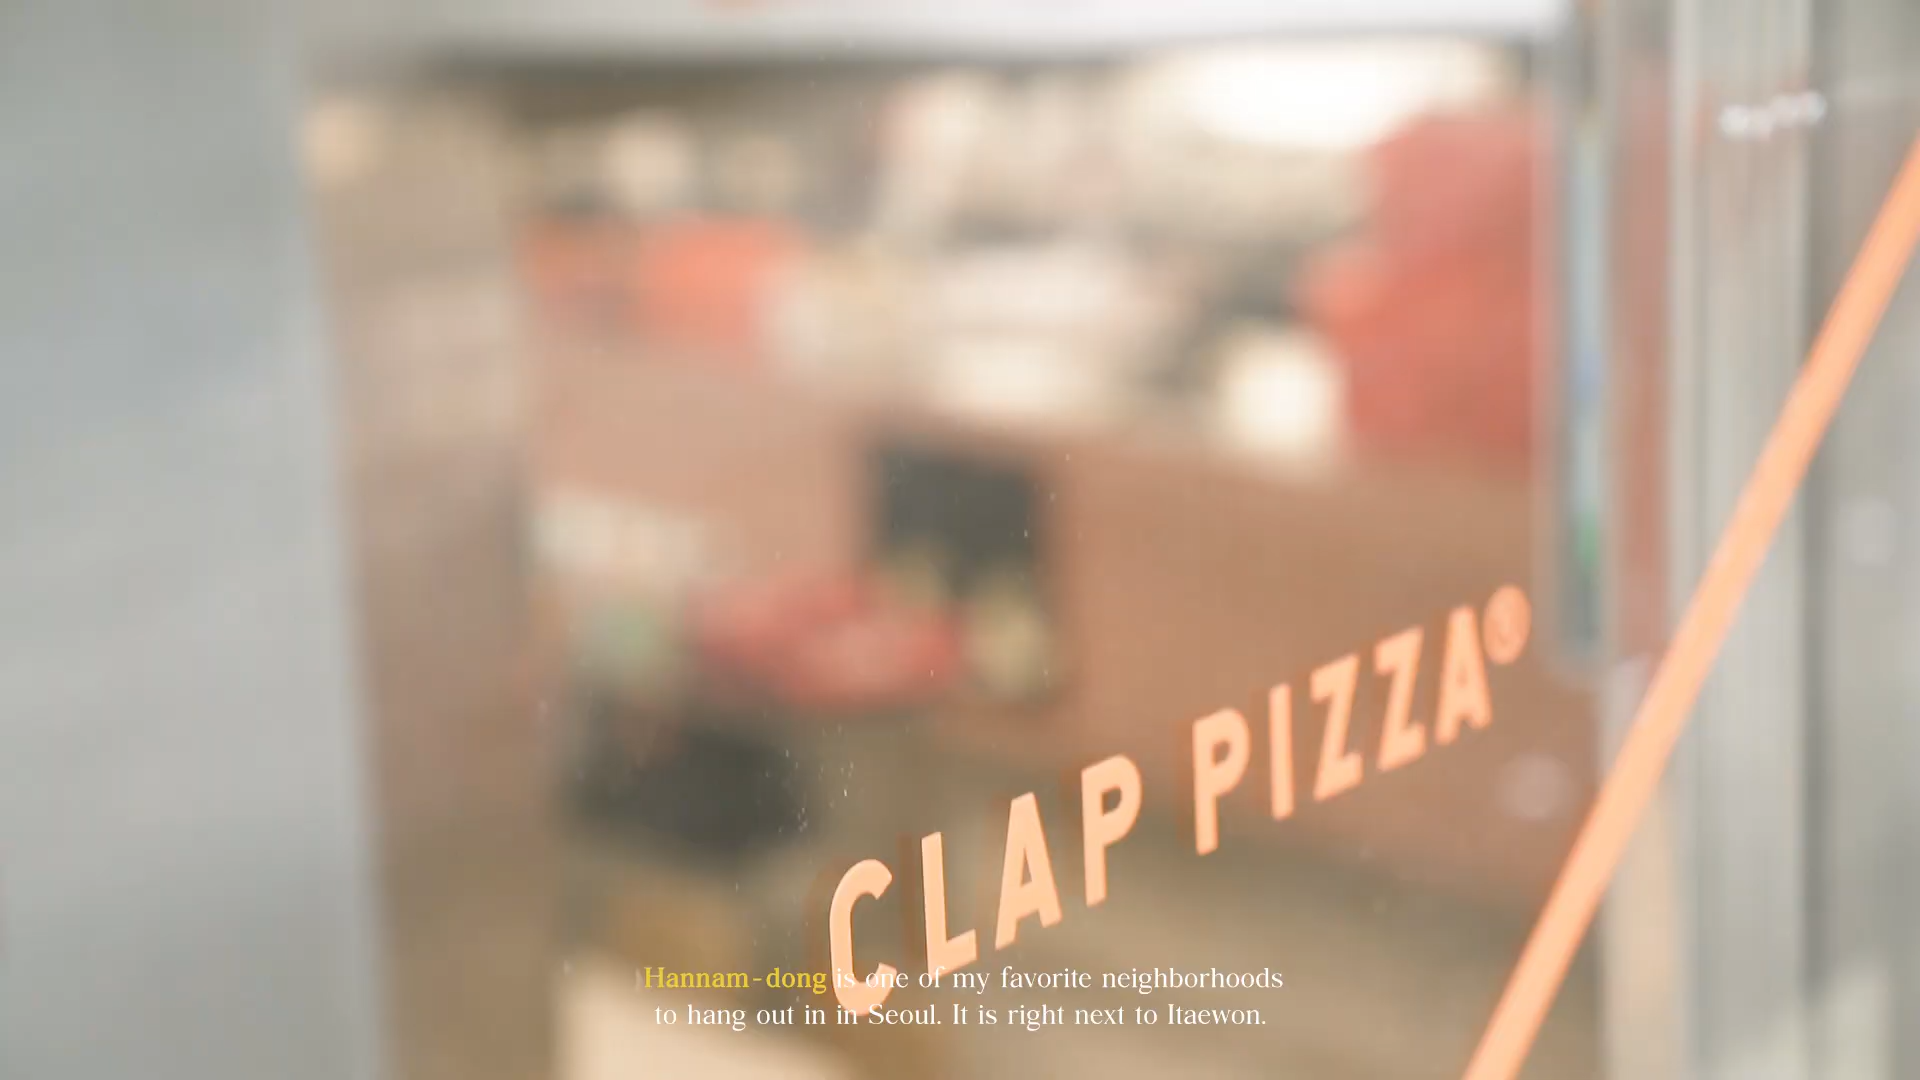 CLAP PIZZA®
Hannam-dong is one of my favorite neighborhoods
to hang out in in Seoul. It is right next to Itaewon.